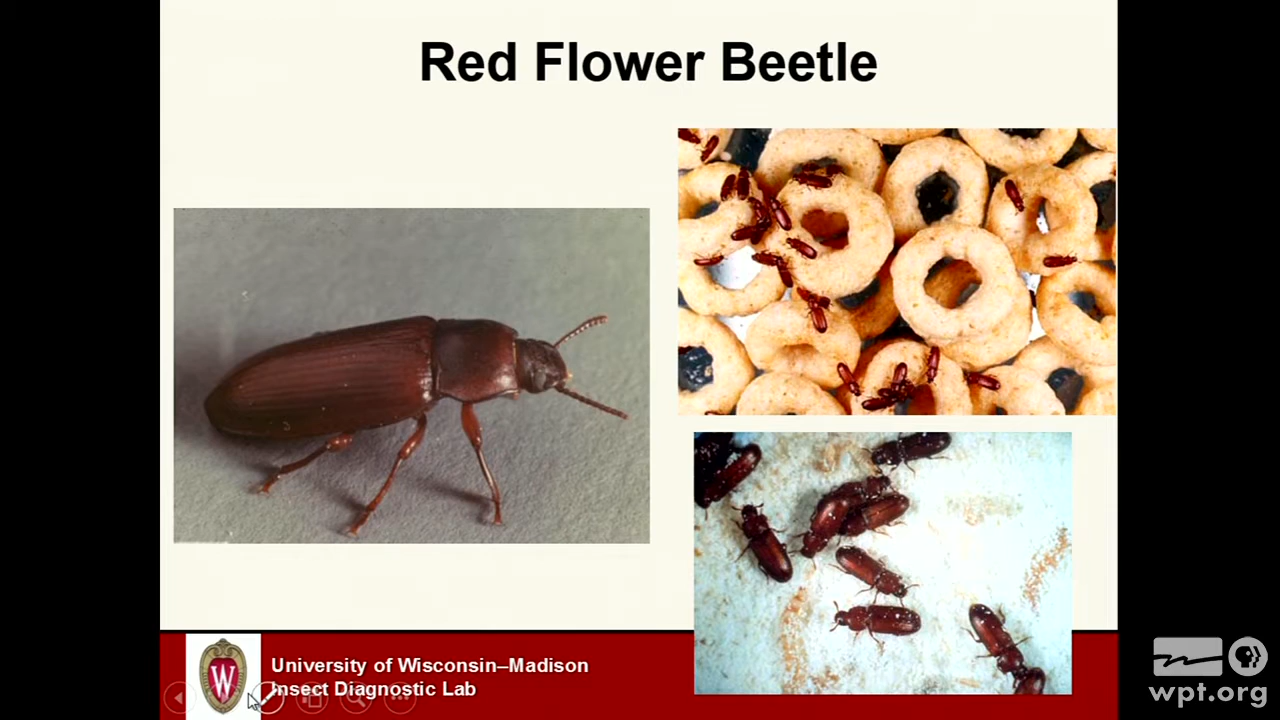 Red Flower Beetle
University of Wisconsin–Madison
Insect Diagnostic Lab
W
wpt.org